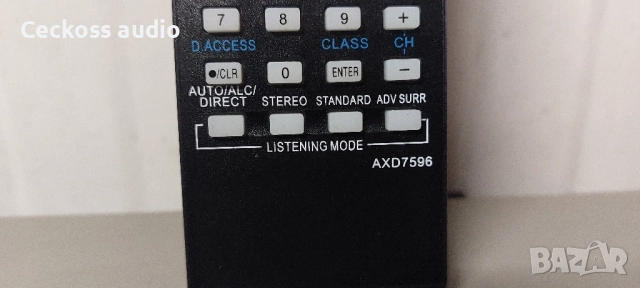 Ceckoss audio
7 8 9 +
D.ACCESS CLASS CH
●/CLR 0 ENTER −
AUTO/ALC/
DIRECT STEREO STANDARD ADV SURR
LISTENING MODE
AXD7596
BAZAR